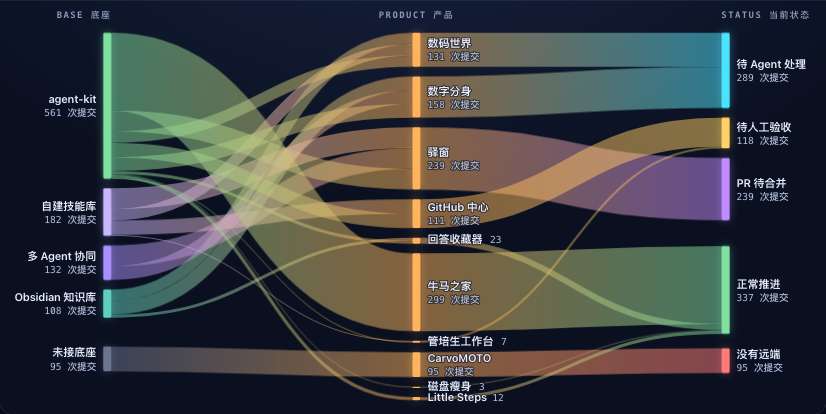 BASE 底座
PRODUCT 产品
STATUS 当前状态
agent-kit
561 次提交
自建技能库
182 次提交
多 Agent 协同
132 次提交
Obsidian 知识库
108 次提交
未接底座
95 次提交
数码世界
131 次提交
数字分身
158 次提交
驿窗
239 次提交
GitHub 中心
111 次提交
回答收藏器 23
牛马之家
299 次提交
管培生工作台 7
CarvoMOTO
95 次提交
磁盘瘦身 3
Little Steps 12
待 Agent 处理
289 次提交
待人工验收
118 次提交
PR 待合并
239 次提交
正常推进
337 次提交
没有远端
95 次提交